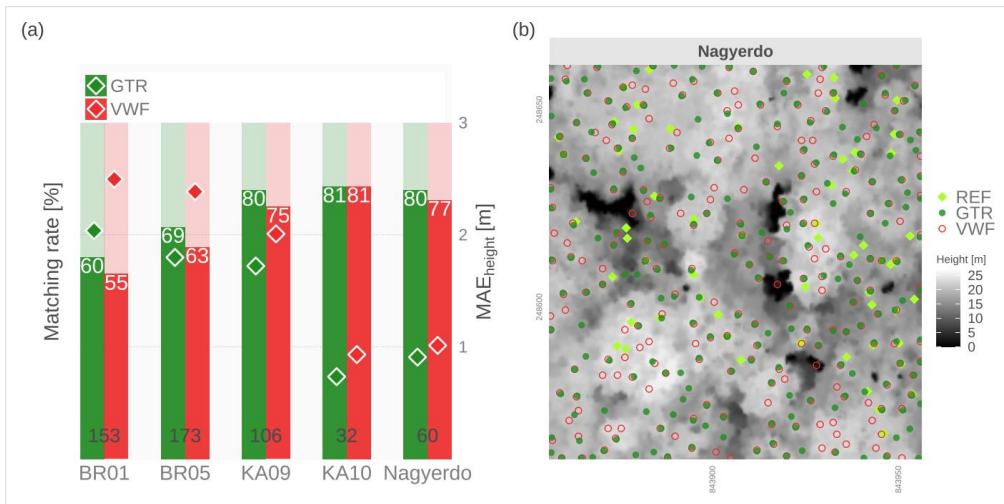 (a)
GTR
VWF
Matching rate [%]
3
2
1
MAEheight [m]
60
55
69
63
80
75
81
81
80
77
153
173
106
32
60
BR01
BR05
KA09
KA10
Nagyerdo
(b)
Nagyerdo
248650
248600
843900
843950
REF
GTR
VWF
Height [m]
25
20
15
10
5
0